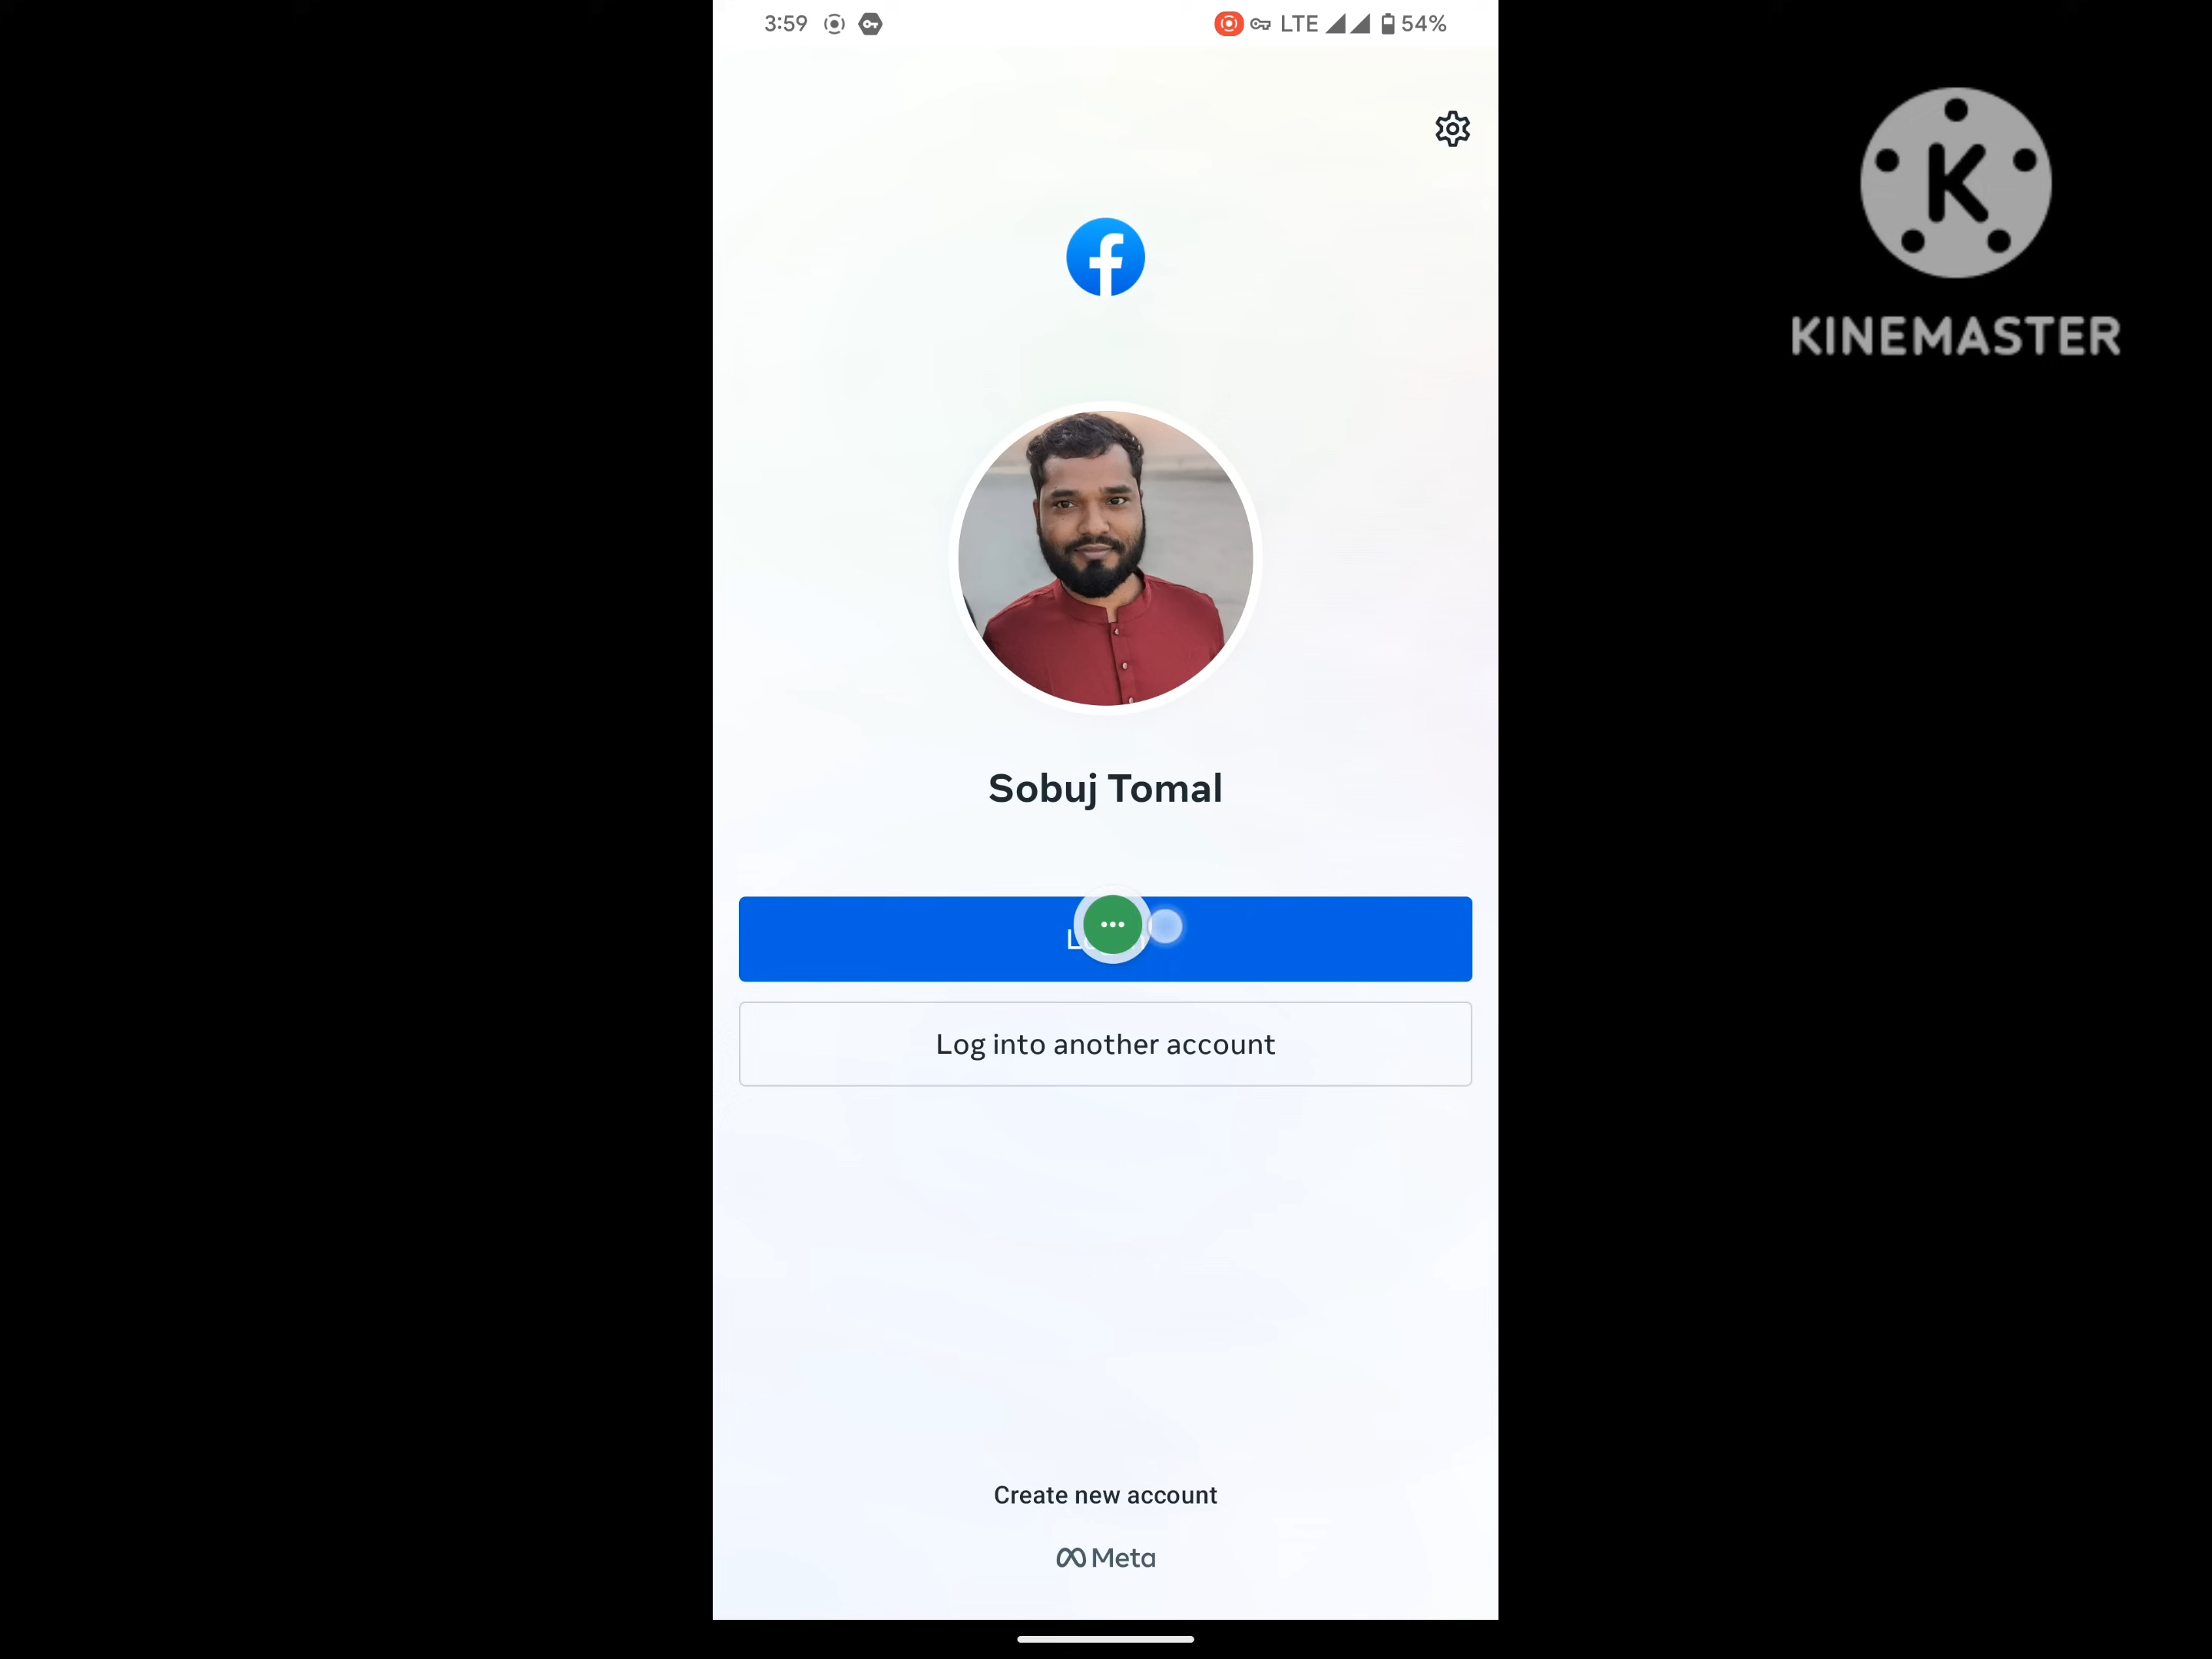 3:59 LTE 54%
K
KINEMASTER
Sobuj Tomal
Log into another account
Create new account
Meta